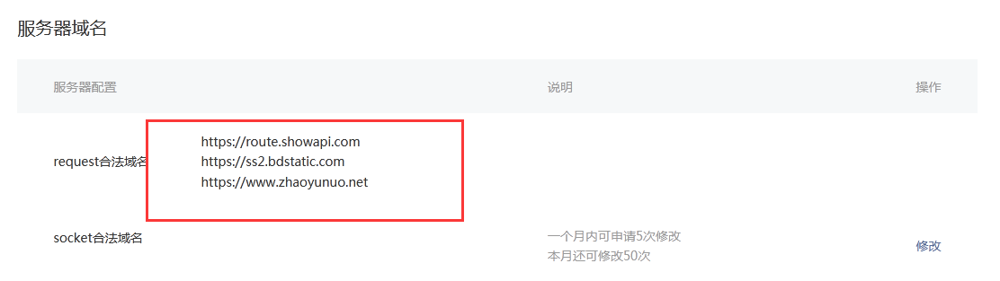 服务器域名
服务器配置 说明 操作
request合法域名
https://route.showapi.com
https://ss2.bdstatic.com
https://www.zhaoyunuo.net
socket合法域名
一个月内可申请5次修改
本月还可修改50次
修改